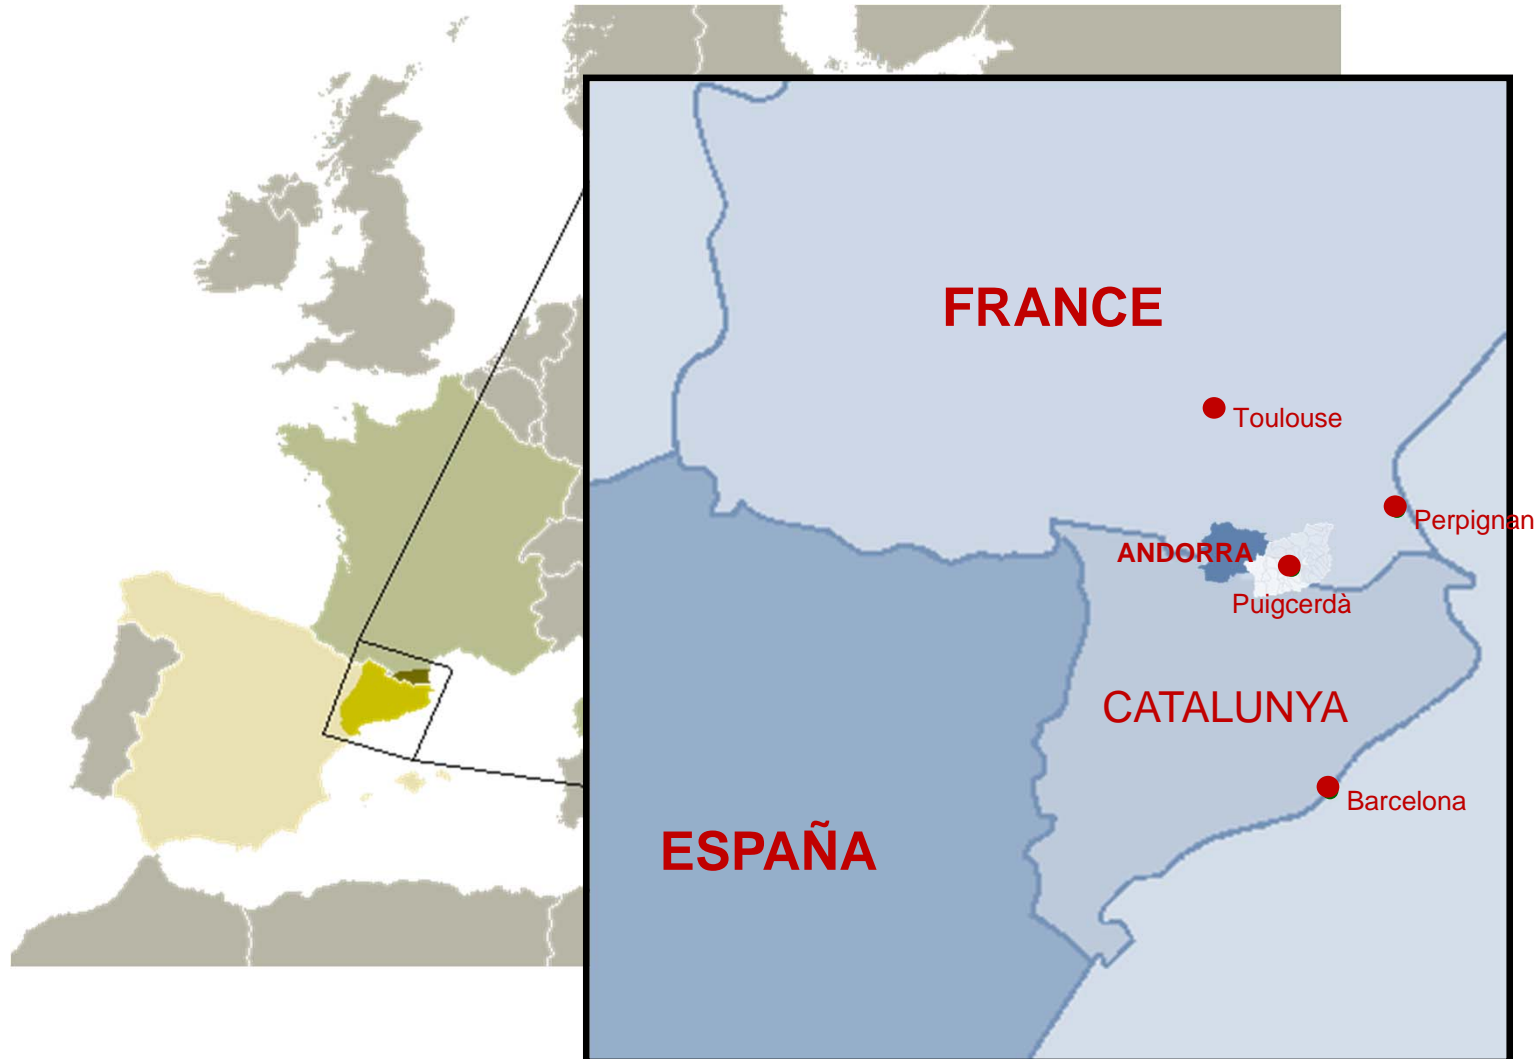 FRANCE
Toulouse
Perpignan
ANDORRA
Puigcerdà
CATALUNYA
Barcelona
ESPAÑA